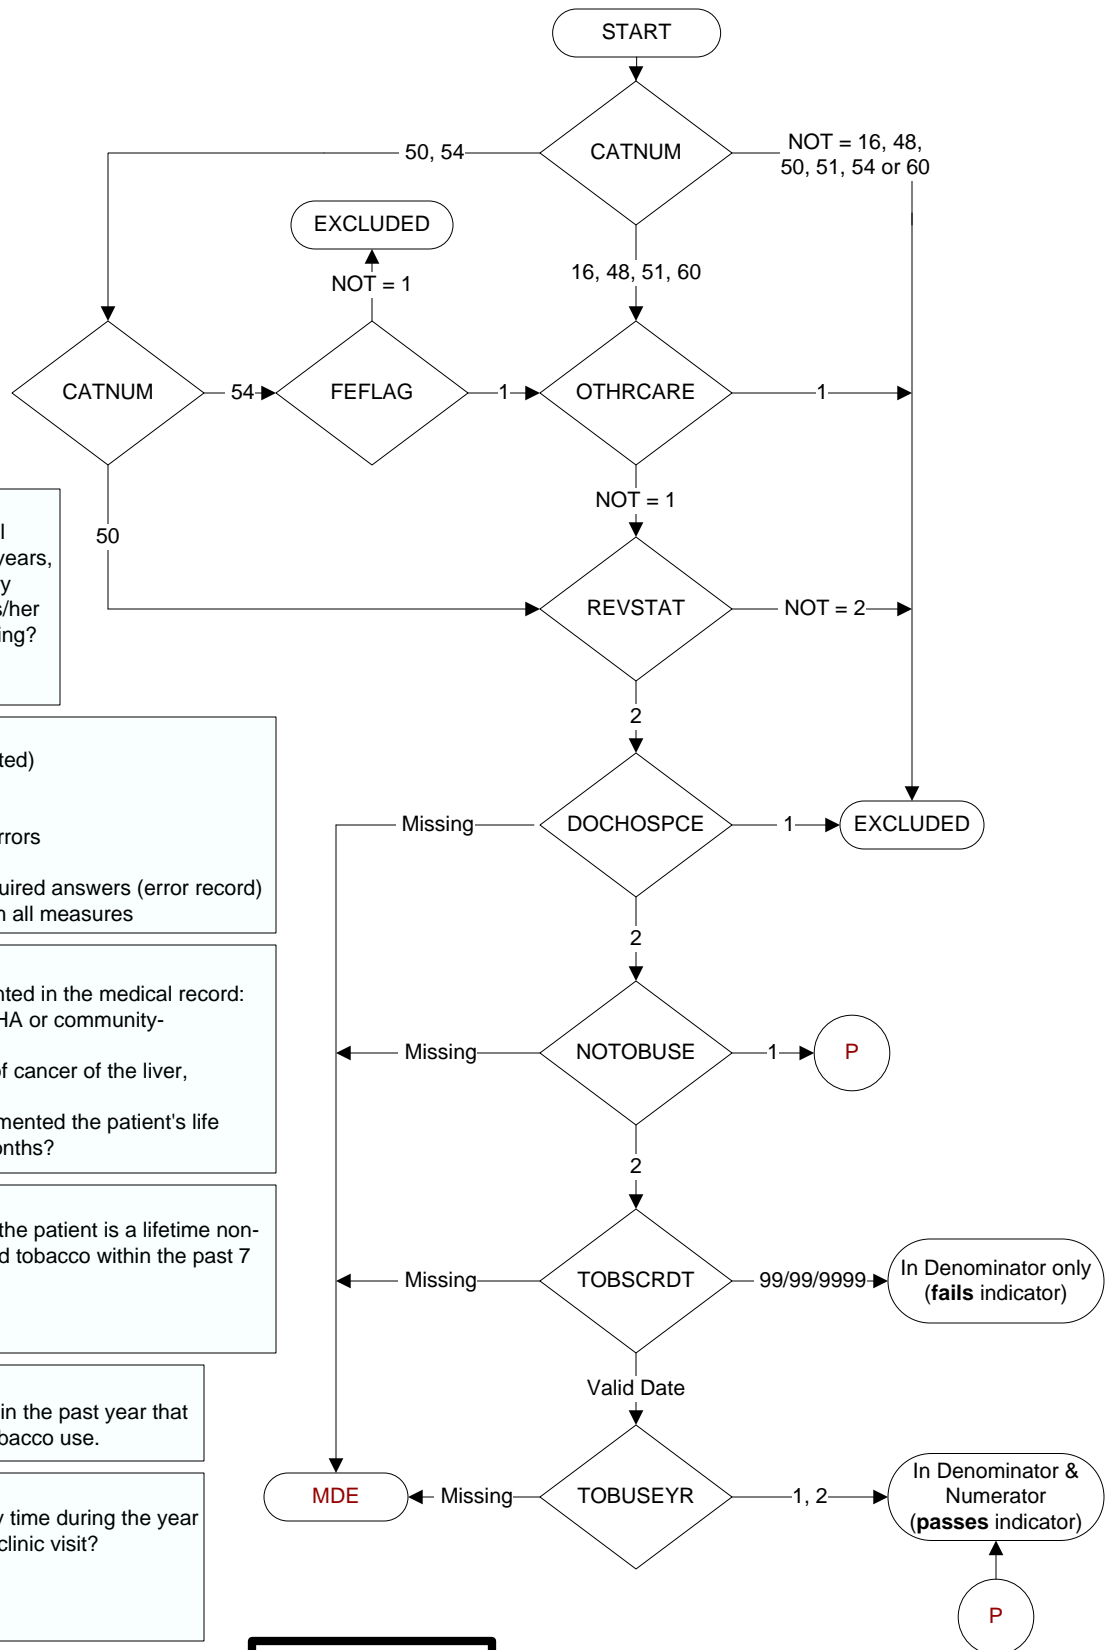 START
CATNUM
50, 54
NOT = 16, 48,
50, 51, 54 or 60
EXCLUDED
NOT = 1
16, 48, 51, 60
CATNUM
54
FEFLAG
1
OTHRCARE
1
NOT = 1
50
REVSTAT
NOT = 2
2
Missing
DOCHOSPCE
1
EXCLUDED
2
Missing
NOTOBUSE
1
P
2
Missing
TOBSCRDT
99/99/9999
In Denominator only
(fails indicator)
Valid Date
MDE
Missing
TOBUSEYR
1, 2
In Denominator &
Numerator
(passes indicator)
P
years,
y
s/her
ing?
ted)
rrors
uired answers (error record)
n all measures
nted in the medical record:
HA or community-
of cancer of the liver,
mented the patient's life
onths?
the patient is a lifetime non-
d tobacco within the past 7
in the past year that
bacco use.
y time during the year
clinic visit?